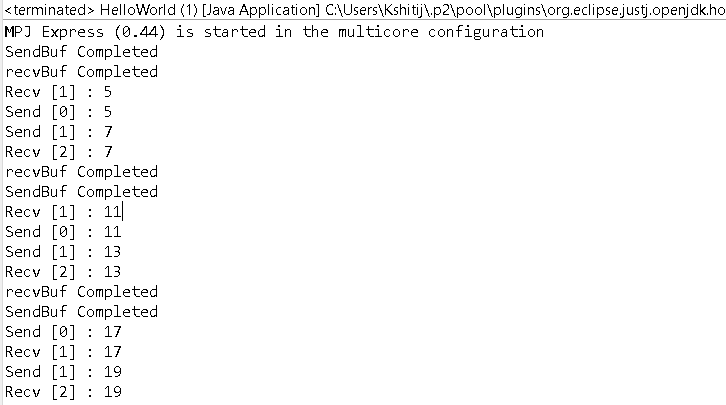 <terminated> HelloWorld (1) [Java Application] C:\Users\Kshitij\.p2\pool\plugins\org.eclipse.justj.openjdk.ho
MPJ Express (0.44) is started in the multicore configuration
SendBuf Completed
recvBuf Completed
Recv [1] : 5
Send [0] : 5
Send [1] : 7
Recv [2] : 7
recvBuf Completed
SendBuf Completed
Recv [1] : 11
Send [0] : 11
Send [1] : 13
Recv [2] : 13
recvBuf Completed
SendBuf Completed
Send [0] : 17
Recv [1] : 17
Send [1] : 19
Recv [2] : 19